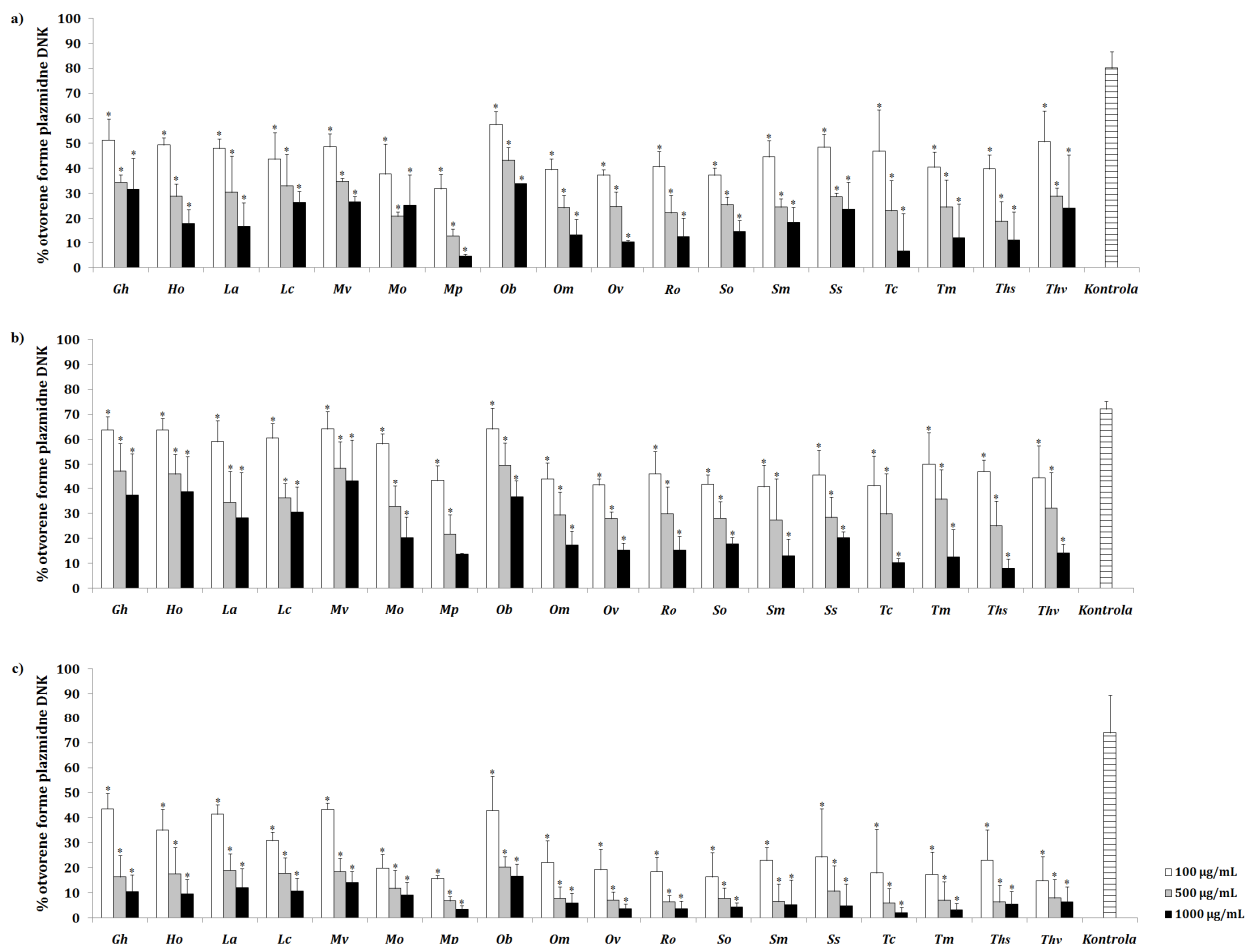 a)
% otvorene forme plazmidne DNK
100
90
80
70
60
50
40
30
20
10
0
Gh Ho La Lc Mv Mo Mp Ob Om Ov Ro So Sm Ss Tc Tm Ths Thv Kontrola
b)
% otvorene forme plazmidne DNK
100
90
80
70
60
50
40
30
20
10
0
Gh Ho La Lc Mv Mo Mp Ob Om Ov Ro So Sm Ss Tc Tm Ths Thv Kontrola
c)
% otvorene forme plazmidne DNK
100
90
80
70
60
50
40
30
20
10
0
Gh Ho La Lc Mv Mo Mp Ob Om Ov Ro So Sm Ss Tc Tm Ths Thv Kontrola
100 µg/mL
500 µg/mL
1000 µg/mL